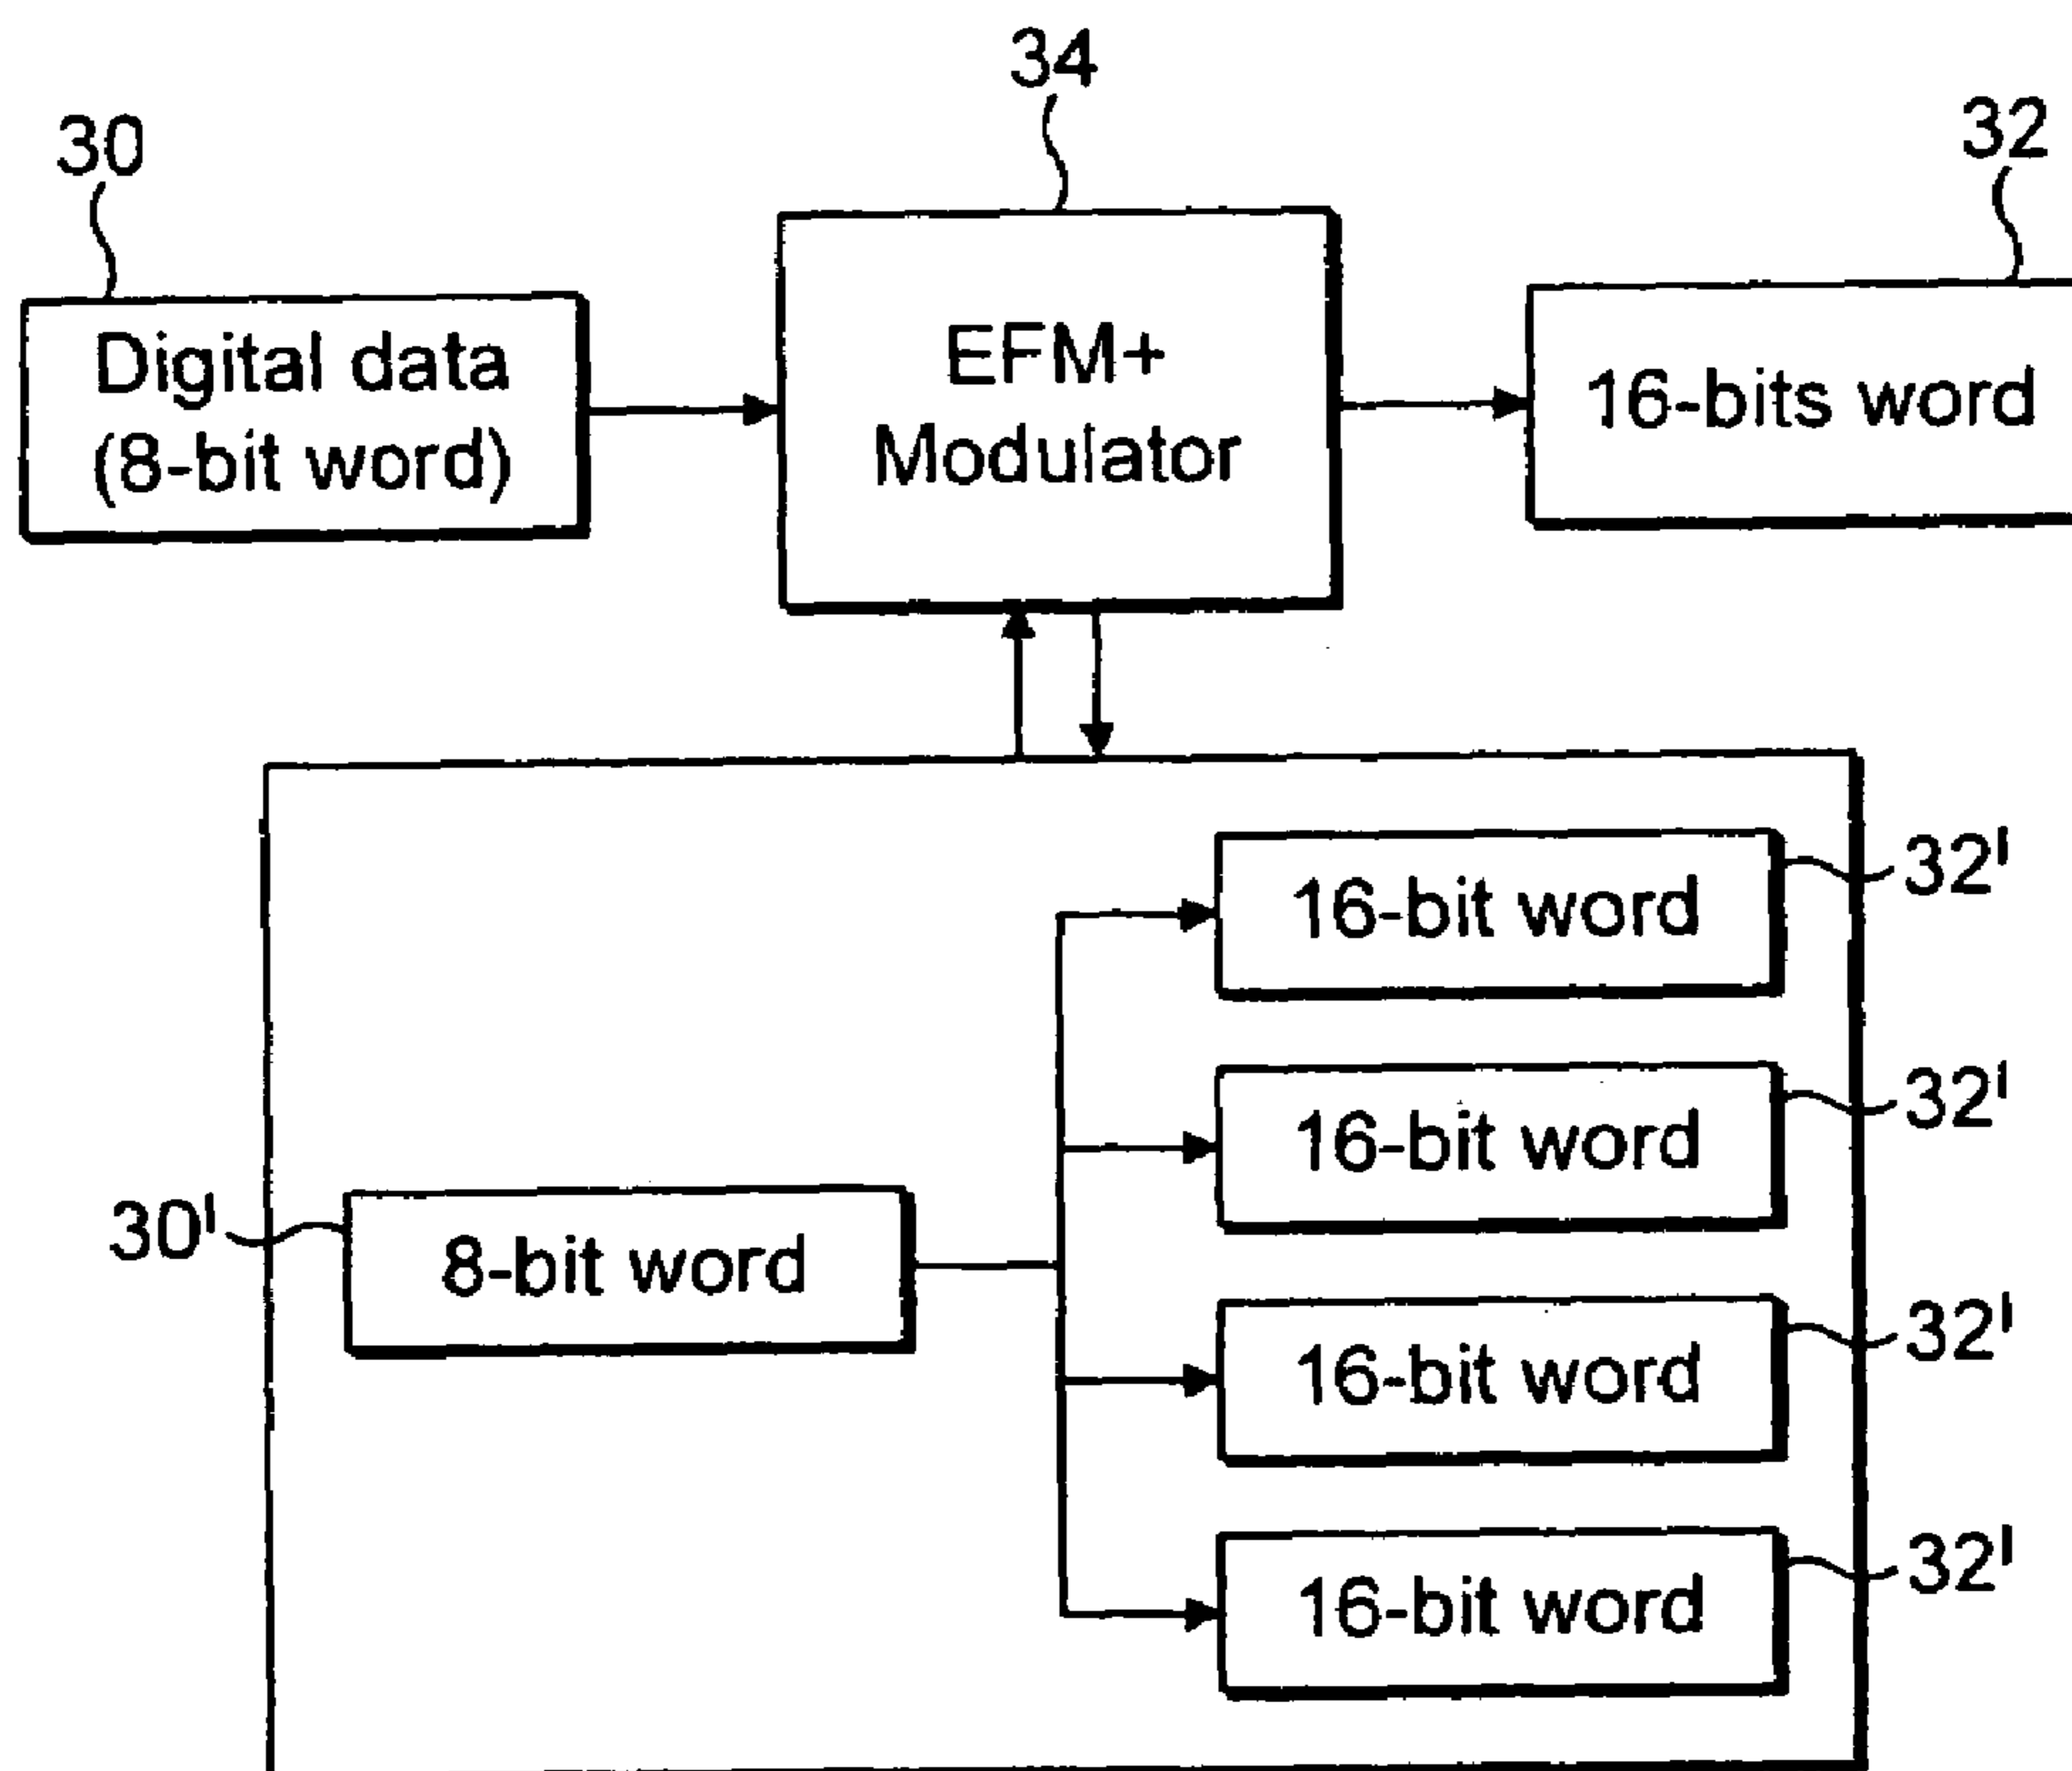 34
30
32
Digital data
(8-bit word)
EFM+
Modulator
16-bits word
16-bit word
32'
16-bit word
32'
30'
8-bit word
16-bit word
32'
16-bit word
32'